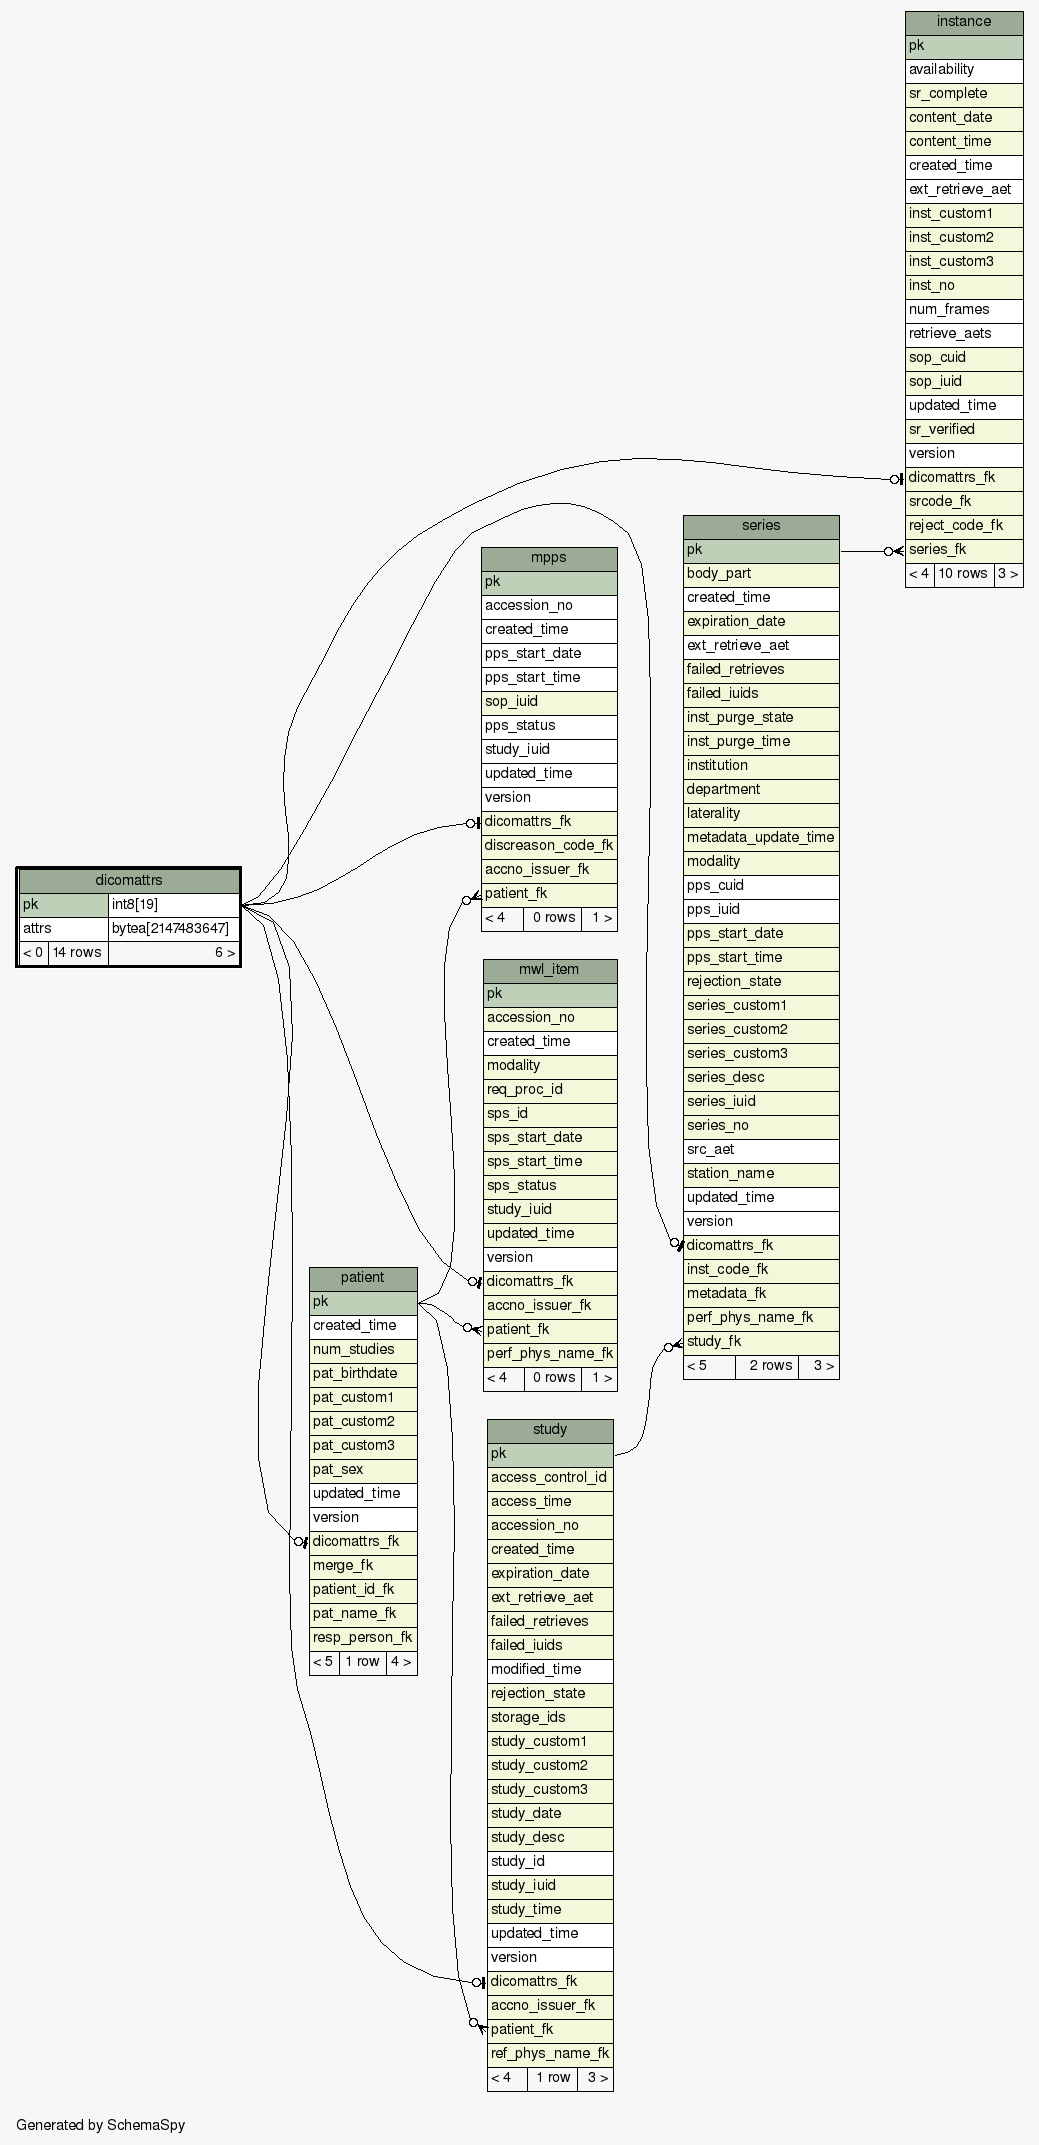 instance
pk
availability
sr_complete
content_date
content_time
created_time
ext_retrieve_aet
inst_custom1
inst_custom2
inst_custom3
inst_no
num_frames
retrieve_aets
sop_cuid
sop_iuid
updated_time
sr_verified
version
dicomattrs_fk
srcode_fk
reject_code_fk
series_fk
< 4 10 rows 3 >
series
pk
body_part
created_time
expiration_date
ext_retrieve_aet
failed_retrieves
failed_iuids
inst_purge_state
inst_purge_time
institution
department
laterality
metadata_update_time
modality
pps_cuid
pps_iuid
pps_start_date
pps_start_time
rejection_state
series_custom1
series_custom2
series_custom3
series_desc
series_iuid
series_no
src_aet
station_name
updated_time
version
dicomattrs_fk
inst_code_fk
metadata_fk
perf_phys_name_fk
study_fk
< 5 2 rows 3 >
mpps
pk
accession_no
created_time
pps_start_date
pps_start_time
sop_iuid
pps_status
study_iuid
updated_time
version
dicomattrs_fk
discreason_code_fk
accno_issuer_fk
patient_fk
< 4 0 rows 1 >
dicomattrs
pk int8[19]
attrs bytea[2147483647]
< 0 14 rows 6 >
mwl_item
pk
accession_no
created_time
modality
req_proc_id
sps_id
sps_start_date
sps_start_time
sps_status
study_iuid
updated_time
version
dicomattrs_fk
accno_issuer_fk
patient_fk
perf_phys_name_fk
< 4 0 rows 1 >
patient
pk
created_time
num_studies
pat_birthdate
pat_custom1
pat_custom2
pat_custom3
pat_sex
updated_time
version
dicomattrs_fk
merge_fk
patient_id_fk
pat_name_fk
resp_person_fk
< 5 1 row 4 >
study
pk
access_control_id
access_time
accession_no
created_time
expiration_date
ext_retrieve_aet
failed_retrieves
failed_iuids
modified_time
rejection_state
storage_ids
study_custom1
study_custom2
study_custom3
study_date
study_desc
study_id
study_iuid
study_time
updated_time
version
dicomattrs_fk
accno_issuer_fk
patient_fk
ref_phys_name_fk
< 4 1 row 3 >
Generated by SchemaSpy